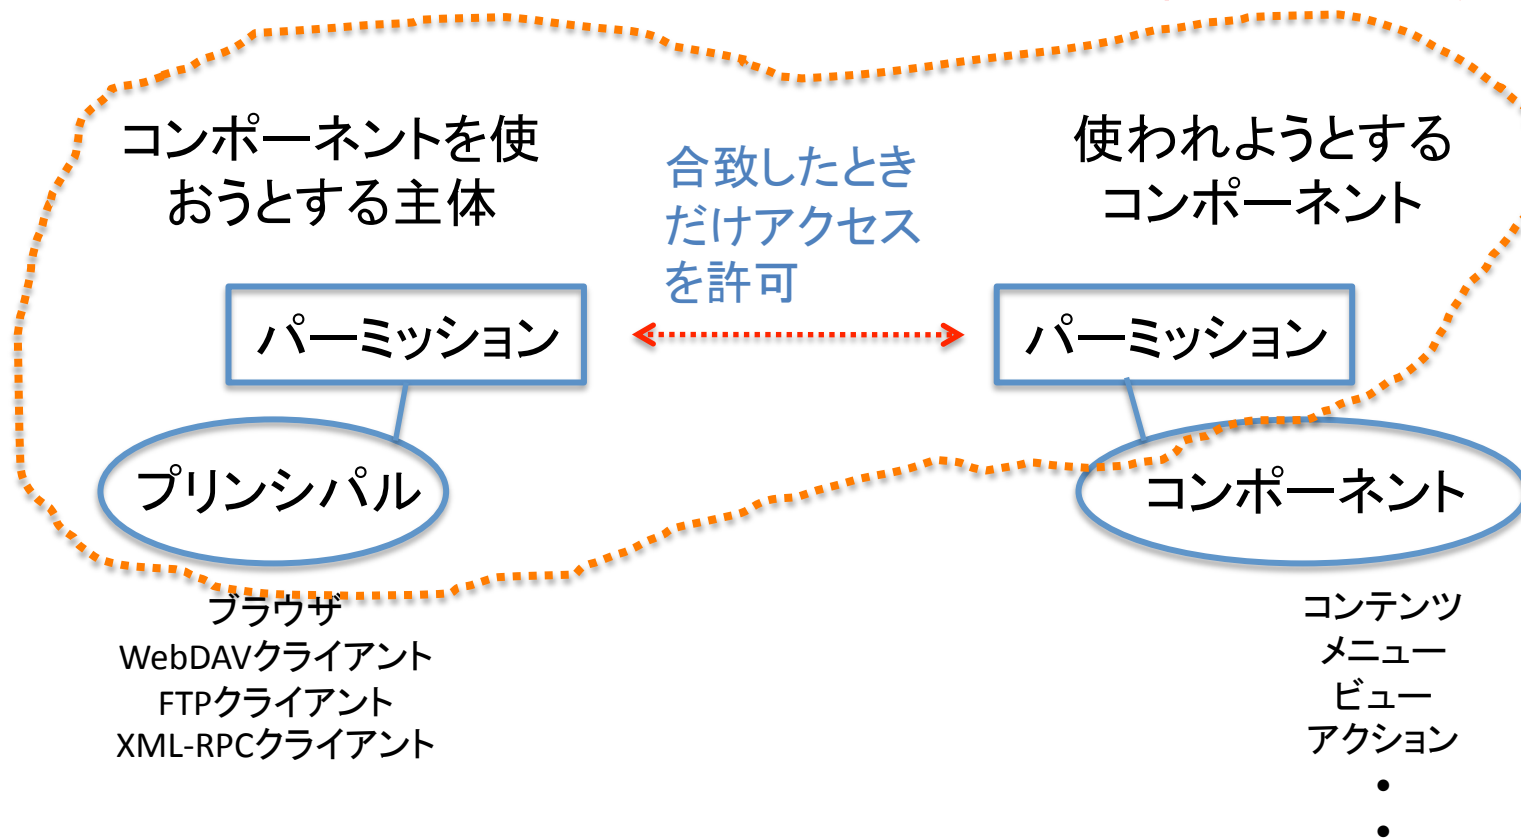 コンポーネントを使
おうとする主体
合致したとき
だけアクセス
を許可
使われようとする
コンポーネント
パーミッション
パーミッション
プリンシパル
コンポーネント
ブラウザ
WebDAVクライアント
FTPクライアント
XML-RPCクライアント
コンテンツ
メニュー
ビュー
アクション
・
・